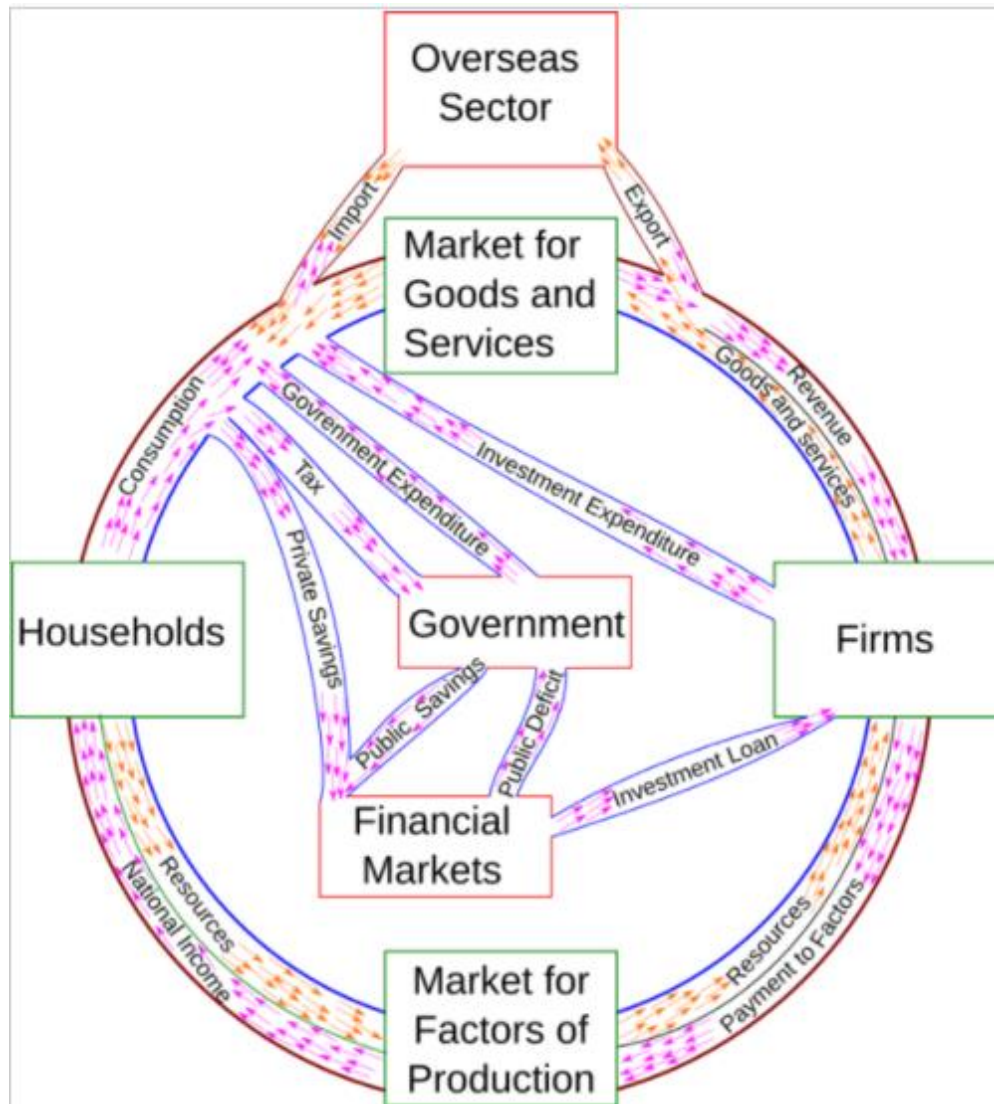 Overseas
Sector
Import
Export
Market for
Goods and
Services
Consumption
Revenue
Goods and services
Govrenment Expenditure
Investment Expenditure
Tax
Private Savings
Households
Government
Firms
Public Savings
Public Deficit
Investment Loan
Financial
Markets
Resources
National Income
Resources
Payment to Factors
Market for
Factors of
Production